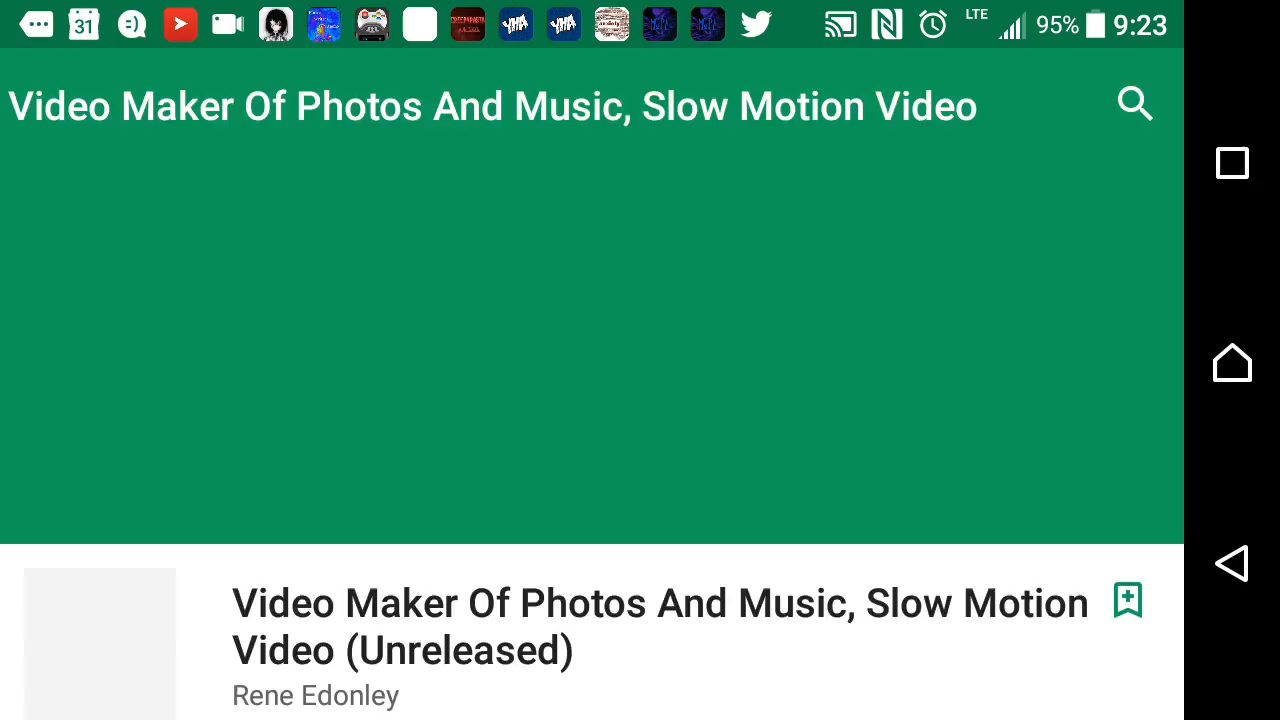 31 LTE 95% 9:23
Video Maker Of Photos And Music, Slow Motion Video
Video Maker Of Photos And Music, Slow Motion
Video (Unreleased)
Rene Edonley